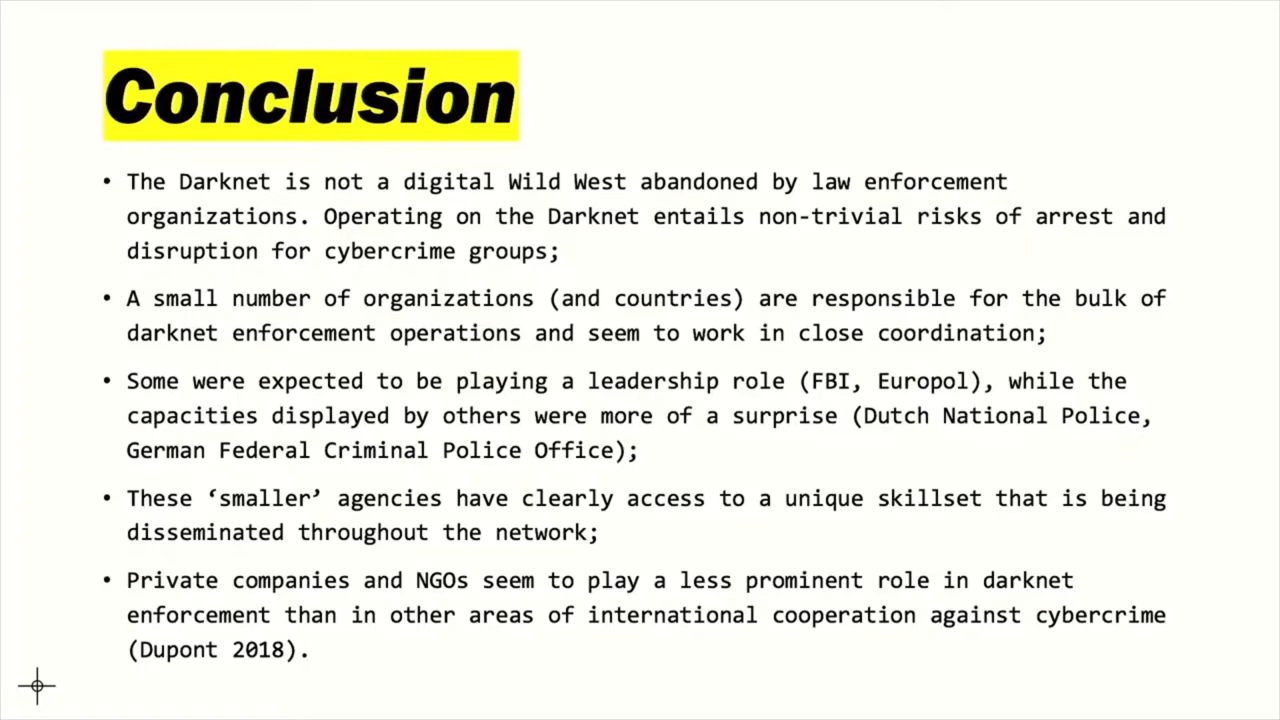 Conclusion
• The Darknet is not a digital Wild West abandoned by law enforcement
organizations. Operating on the Darknet entails non-trivial risks of arrest and
disruption for cybercrime groups;
• A small number of organizations (and countries) are responsible for the bulk of
darknet enforcement operations and seem to work in close coordination;
• Some were expected to be playing a leadership role (FBI, Europol), while the
capacities displayed by others were more of a surprise (Dutch National Police,
German Federal Criminal Police Office);
• These ‘smaller’ agencies have clearly access to a unique skillset that is being
disseminated throughout the network;
• Private companies and NGOs seem to play a less prominent role in darknet
enforcement than in other areas of international cooperation against cybercrime
(Dupont 2018).